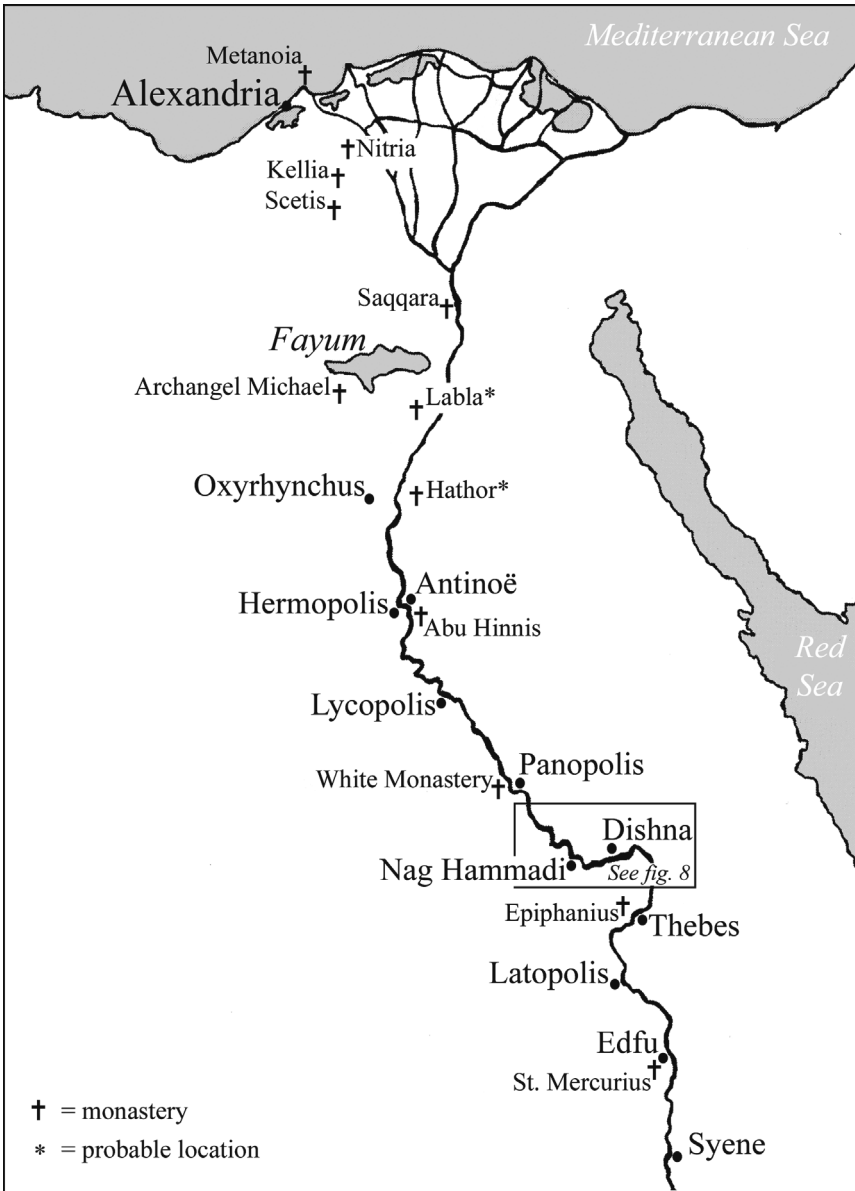 Mediterranean Sea
Metanoia
Alexandria
Nitria
Kellia
Scetis
Saqqara
Fayum
Archangel Michael
Labla*
Oxyrhynchus
Hathor*
Antinoë
Hermopolis
Abu Hinnis
Red
Sea
Lycopolis
Panopolis
White Monastery
Dishna
Nag Hammadi
See fig. 8
Epiphanius
Thebes
Latopolis
Edfu
St. Mercurius
✝ = monastery
* = probable location
Syene